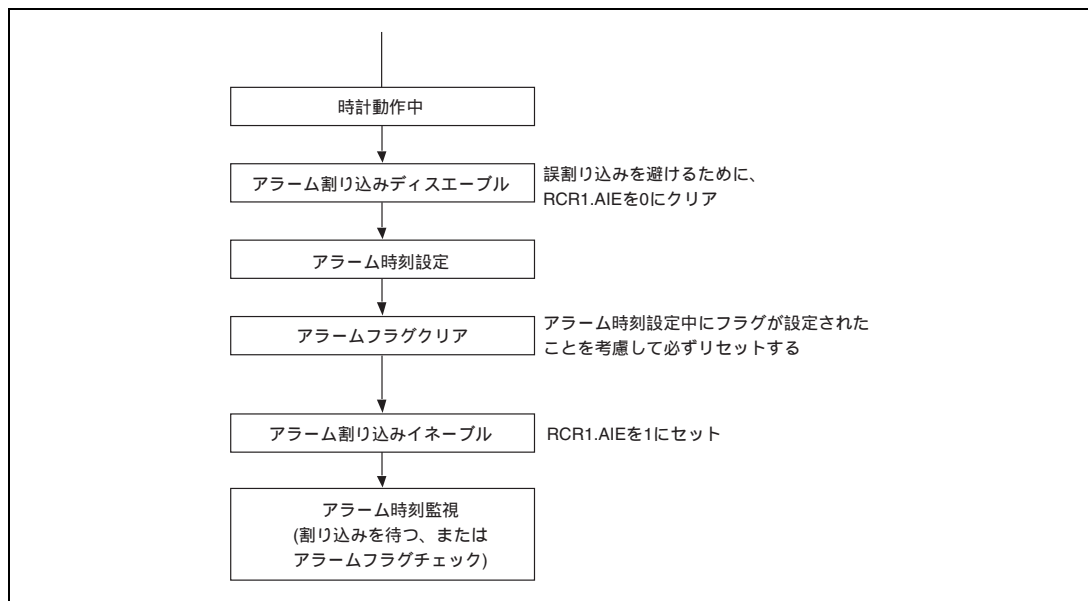 時計動作中
アラーム割り込みディスエーブル
誤割り込みを避けるために、
RCR1.AIEを0にクリア
アラーム時刻設定
アラームフラグクリア
アラーム時刻設定中にフラグが設定された
ことを考慮して必ずリセットする
アラーム割り込みイネーブル
RCR1.AIEを1にセット
アラーム時刻監視
(割り込みを待つ、または
アラームフラグチェック)